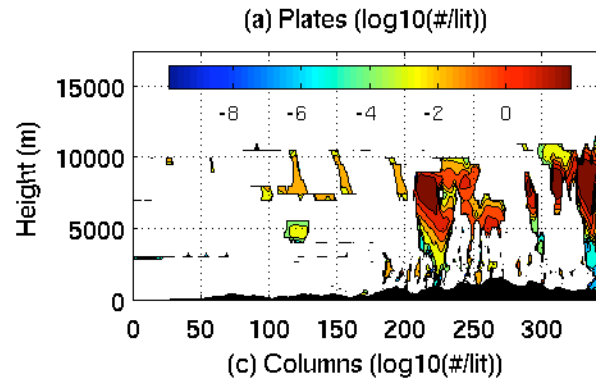 (a) Plates (log10(#/lit))
15000
-8 -6 -4 -2 0
10000
Height (m)
5000
0
0 50 100 150 200 250 300
(c) Columns (log10(#/lit))